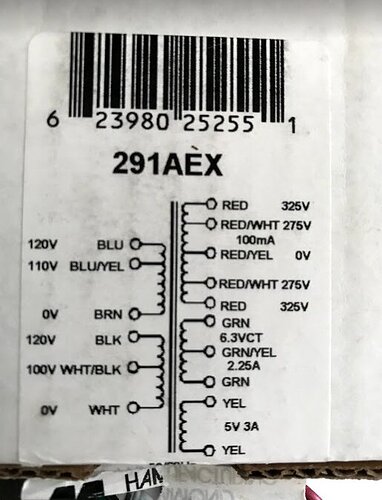 6 23980 25255 1
291AEX
RED 325V
RED/WHT 275V
100mA
120V BLU
110V BLU/YEL
RED/YEL 0V
RED/WHT 275V
0V BRN
RED 325V
GRN
120V BLK
6.3VCT
GRN/YEL
100V WHT/BLK
2.25A
GRN
0V WHT
YEL
5V 3A
YEL